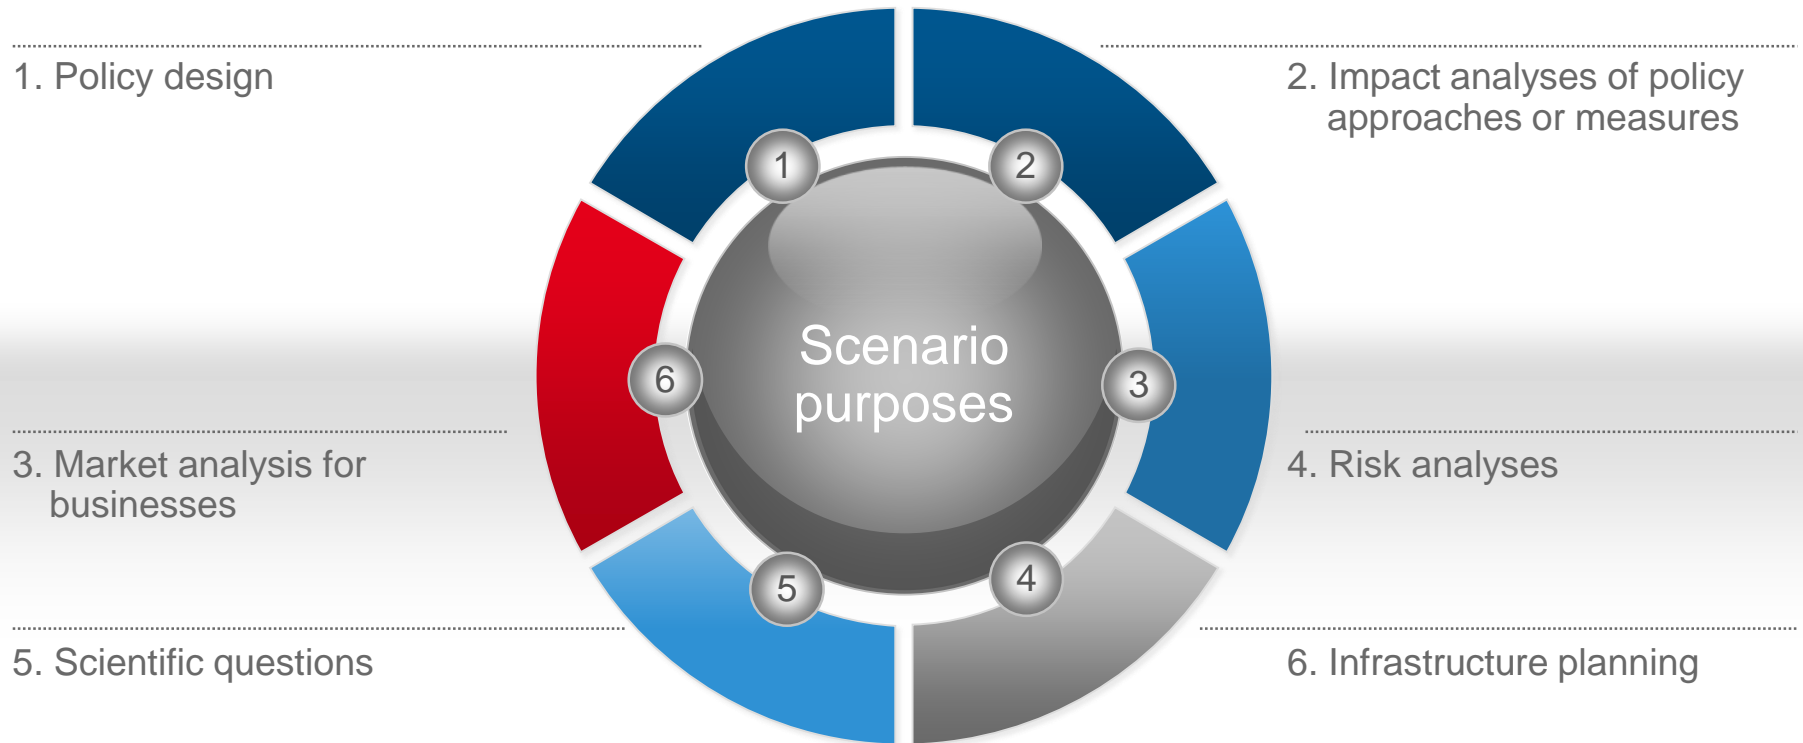 1. Policy design
2. Impact analyses of policy
approaches or measures
1
2
Scenario
purposes
6
3
3. Market analysis for
businesses
4. Risk analyses
5
4
5. Scientific questions
6. Infrastructure planning